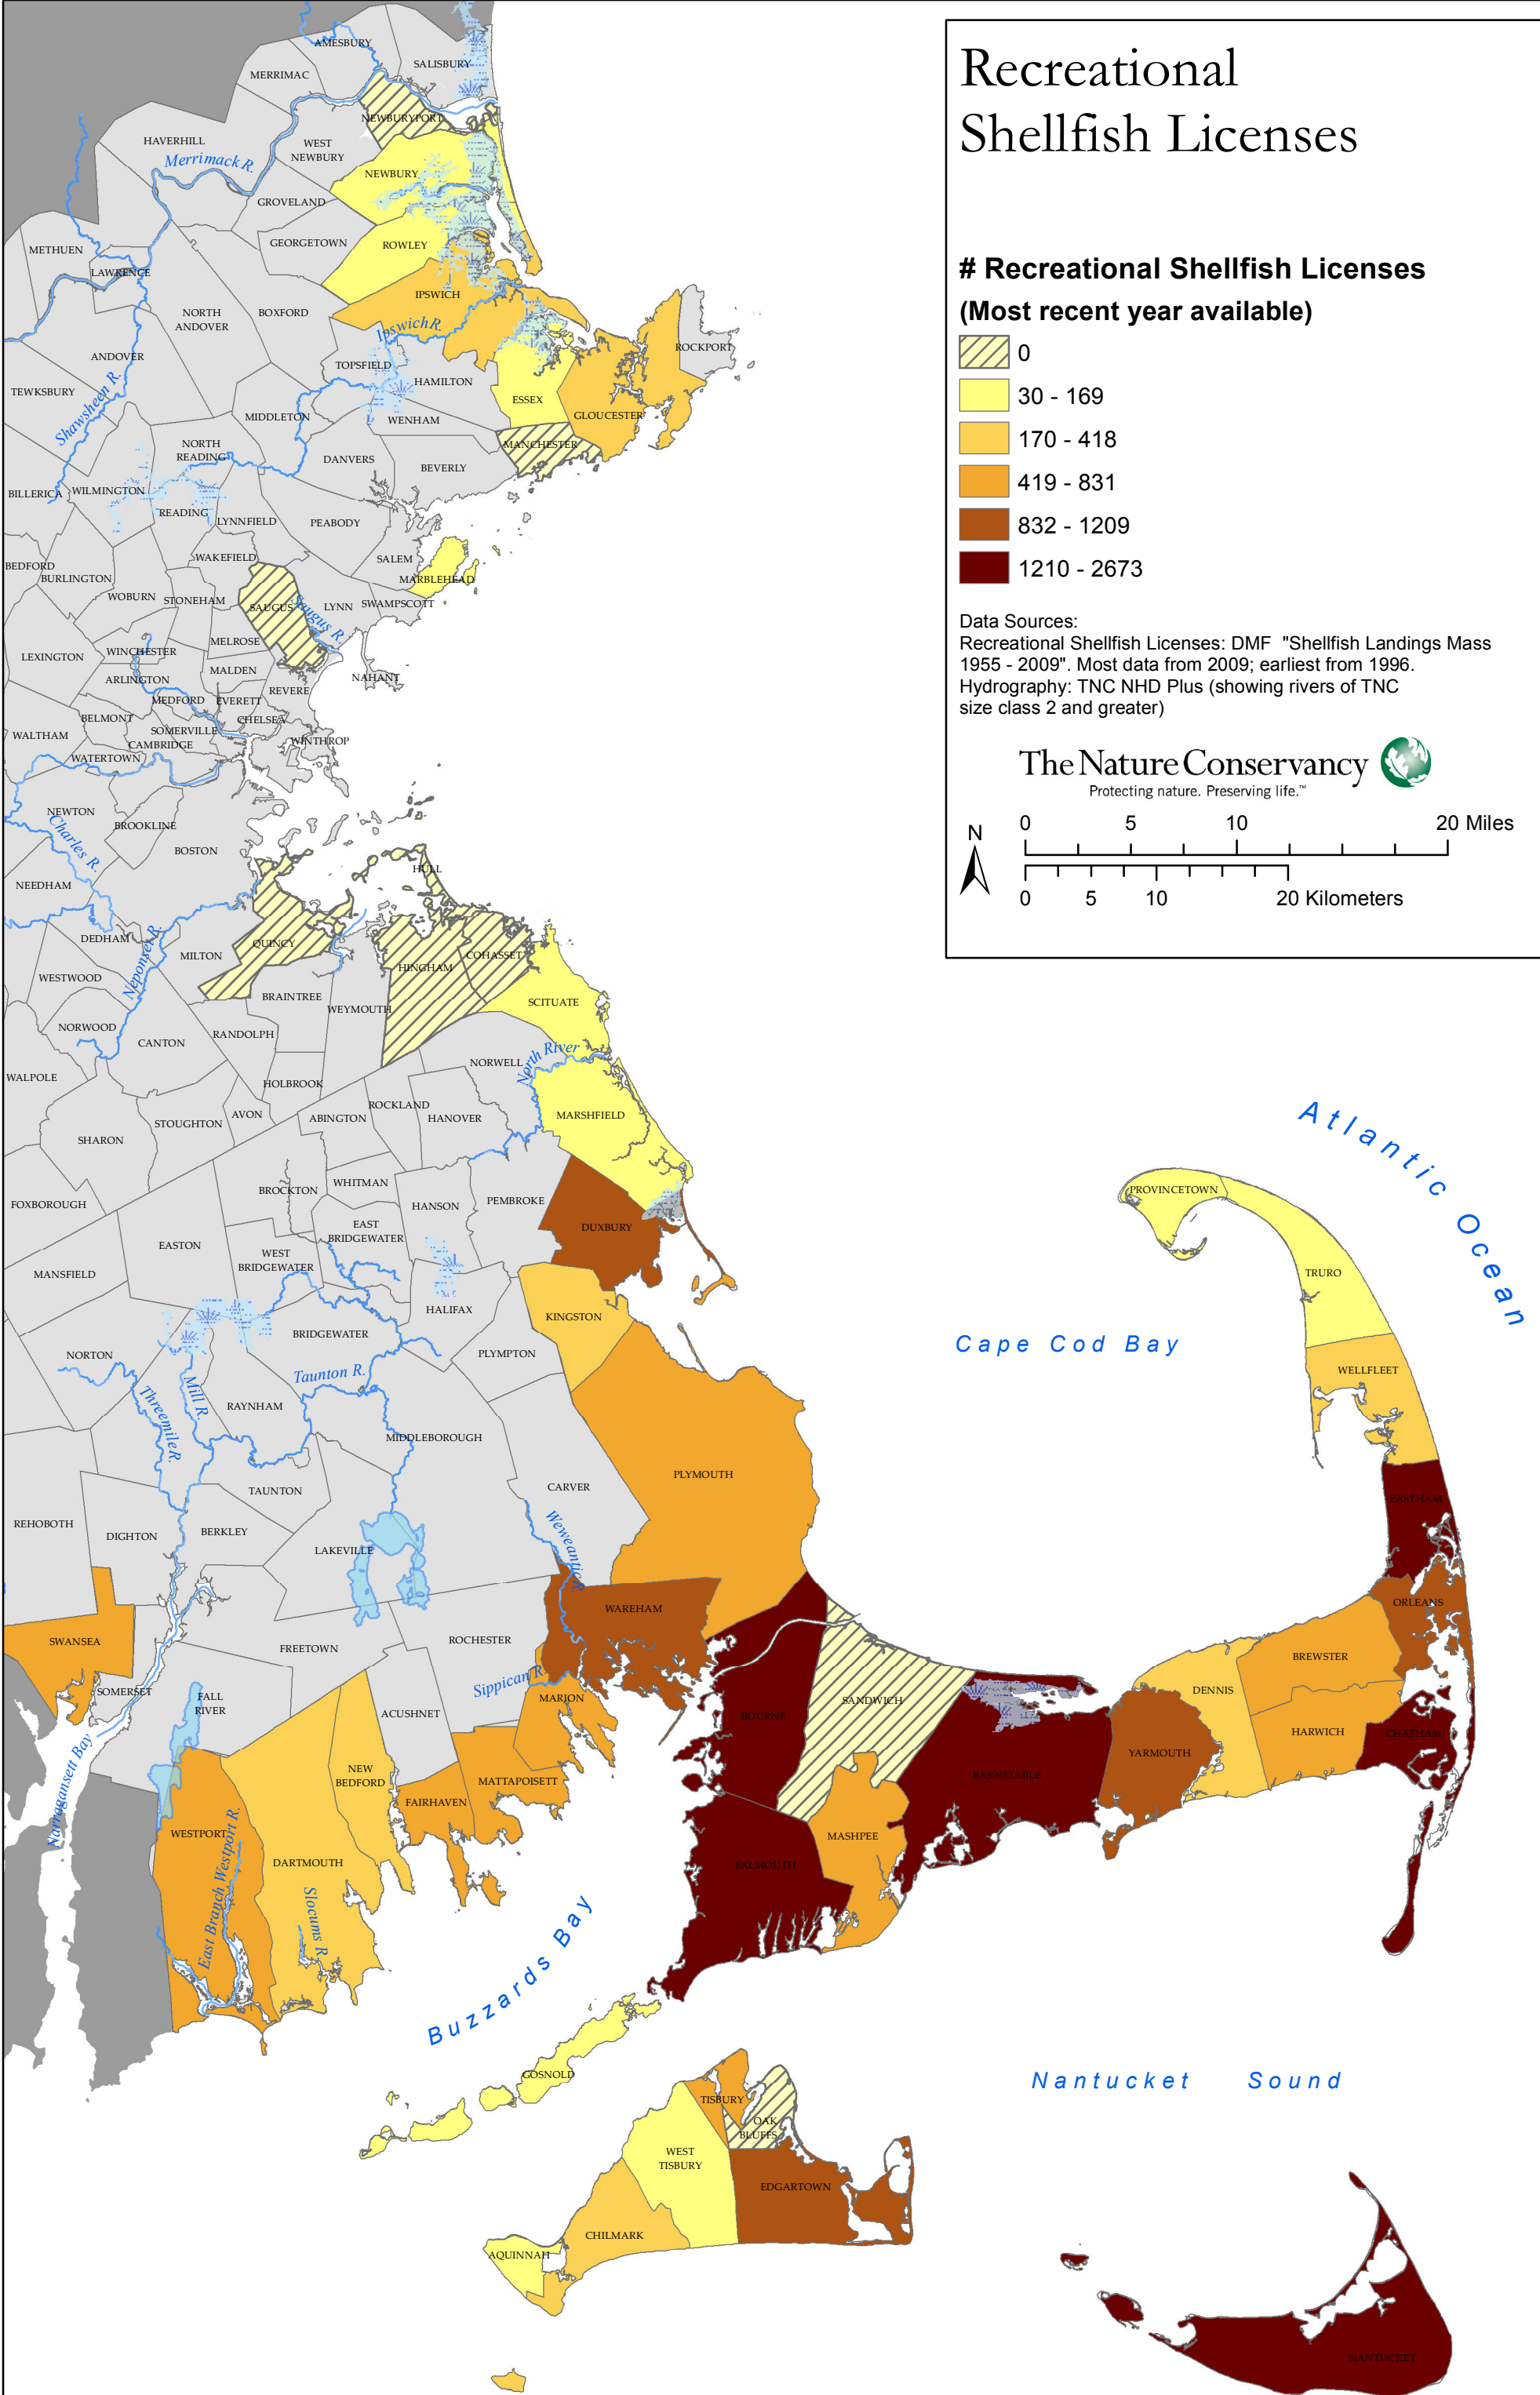 Recreational
Shellfish Licenses
# Recreational Shellfish Licenses
(Most recent year available)
0
30 - 169
170 - 418
419 - 831
832 - 1209
1210 - 2673
Data Sources:
Recreational Shellfish Licenses: DMF "Shellfish Landings Mass
1955 - 2009". Most data from 2009; earliest from 1996.
Hydrography: TNC NHD Plus (showing rivers of TNC
size class 2 and greater)
The Nature Conservancy
Protecting nature. Preserving life.™
N
0 5 10 20 Miles
0 5 10 20 Kilometers
AMESBURY
SALISBURY
MERRIMAC
NEWBURYPORT
HAVERHILL
WEST
NEWBURY
Merrimack R.
NEWBURY
GROVELAND
GEORGETOWN
ROWLEY
METHUEN
LAWRENCE
IPSWICH
NORTH
ANDOVER
BOXFORD
Ipswich R.
ROCKPORT
ANDOVER
TOPSFIELD
HAMILTON
TEWKSBURY
Shawsheen R.
ESSEX
GLOUCESTER
MIDDLETON
WENHAM
MANCHESTER
NORTH
READING
DANVERS
BEVERLY
BILLERICA
WILMINGTON
READING
LYNNFIELD
PEABODY
WAKEFIELD
SALEM
BEDFORD
BURLINGTON
MARBLEHEAD
WOBURN
STONEHAM
SAUGUS
Saugus R.
LYNN
SWAMPSCOTT
MELROSE
LEXINGTON
WINCHESTER
MALDEN
NAHANT
ARLINGTON
REVERE
MEDFORD
EVERETT
BELMONT
CHELSEA
WALTHAM
SOMERVILLE
WINTHROP
CAMBRIDGE
WATERTOWN
NEWTON
BROOKLINE
Charles R.
BOSTON
HULL
NEEDHAM
DEDHAM
Neponset R.
MILTON
QUINCY
COHASSET
HINGHAM
WESTWOOD
BRAINTREE
WEYMOUTH
SCITUATE
NORWOOD
CANTON
RANDOLPH
NORWELL
North River
WALPOLE
HOLBROOK
ROCKLAND
AVON
ABINGTON
HANOVER
MARSHFIELD
STOUGHTON
SHARON
Atlantic Ocean
WHITMAN
BROCKTON
PROVINCETOWN
FOXBOROUGH
HANSON
PEMBROKE
EAST
BRIDGEWATER
DUXBURY
EASTON
WEST
BRIDGEWATER
MANSFIELD
TRURO
HALIFAX
KINGSTON
BRIDGEWATER
Cape Cod Bay
NORTON
PLYMPTON
Taunton R.
WELLFLEET
Threemile R.
Mill R.
RAYNHAM
MIDDLEBOROUGH
PLYMOUTH
TAUNTON
CARVER
EASTHAM
REHOBOTH
DIGHTON
BERKLEY
LAKEVILLE
Weweantic R.
WAREHAM
ORLEANS
SWANSEA
FREETOWN
ROCHESTER
BREWSTER
Sippican R.
SOMERSET
FALL
RIVER
MARION
DENNIS
ACUSHNET
BOURNE
SANDWICH
HARWICH
CHATHAM
YARMOUTH
Narragansett Bay
NEW
BEDFORD
MATTAPOISETT
BARNSTABLE
FAIRHAVEN
WESTPORT
East Branch Westport R.
DARTMOUTH
MASHPEE
FALMOUTH
Slocums R.
Buzzards Bay
GOSNOLD
Nantucket Sound
TISBURY
OAK
BLUFFS
WEST
TISBURY
EDGARTOWN
CHILMARK
AQUINNAH
NANTUCKET